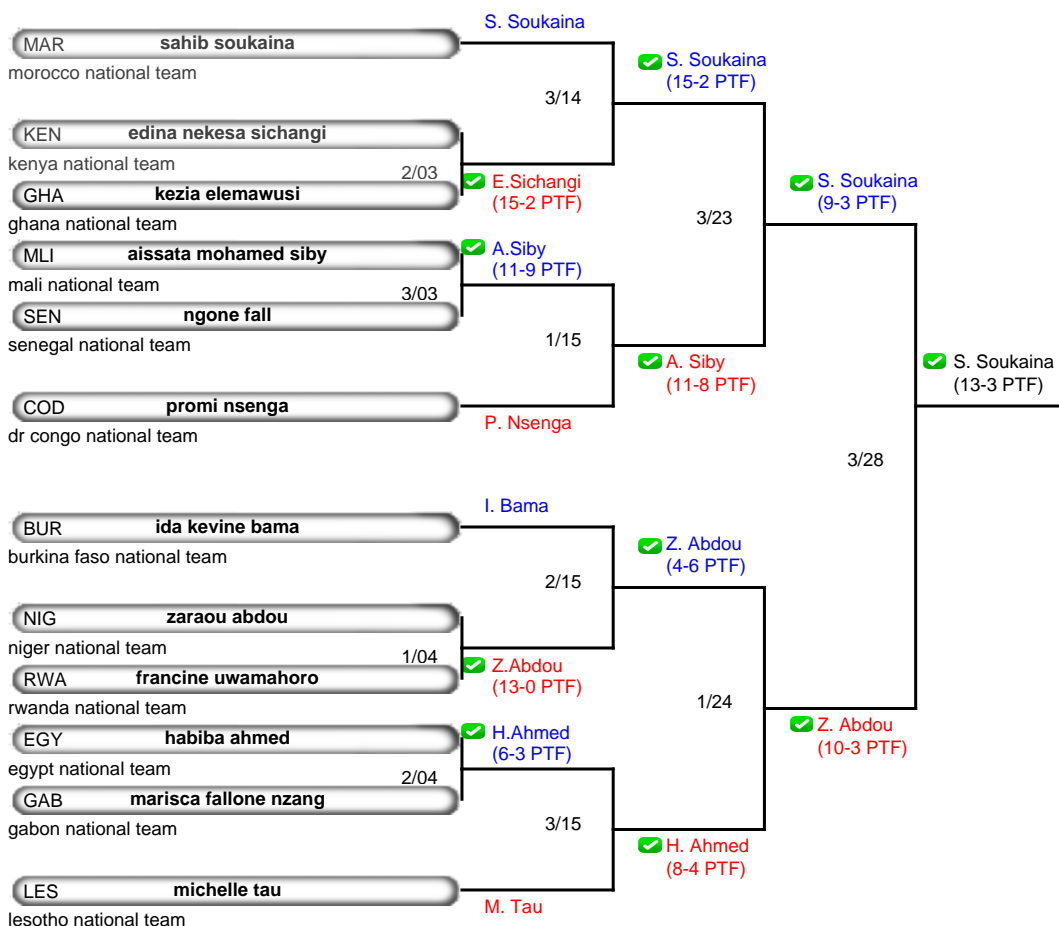 S. Soukaina
MAR sahib soukaina
morocco national team
S. Soukaina
(15-2 PTF)
3/14
KEN edina nekesa sichangi
kenya national team
2/03
E.Sichangi
(15-2 PTF)
GHA kezia elemawusi
ghana national team
S. Soukaina
(9-3 PTF)
3/23
MLI aissata mohamed siby
mali national team
A.Siby
(11-9 PTF)
3/03
SEN ngone fall
senegal national team
1/15
A. Siby
(11-8 PTF)
S. Soukaina
(13-3 PTF)
COD promi nsenga
dr congo national team
P. Nsenga
3/28
I. Bama
BUR ida kevine bama
burkina faso national team
Z. Abdou
(4-6 PTF)
2/15
NIG zaraou abdou
niger national team
1/04
Z.Abdou
(13-0 PTF)
RWA francine uwamahoro
rwanda national team
1/24
Z. Abdou
(10-3 PTF)
EGY habiba ahmed
egypt national team
H.Ahmed
(6-3 PTF)
2/04
GAB marisca fallone nzang
gabon national team
3/15
H. Ahmed
(8-4 PTF)
LES michelle tau
lesotho national team
M. Tau